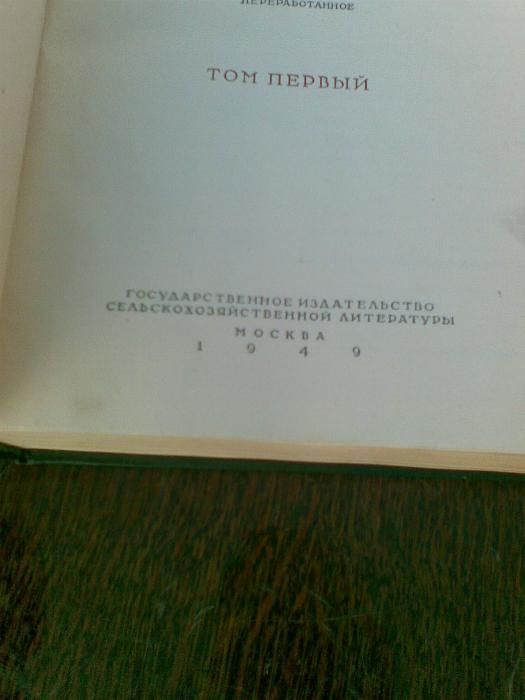 ПЕРЕРАБОТАННОЕ
ТОМ ПЕРВЫЙ
ГОСУДАРСТВЕННОЕ ИЗДАТЕЛЬСТВО
СЕЛЬСКОХОЗЯЙСТВЕННОЙ ЛИТЕРАТУРЫ
МОСКВА
1949